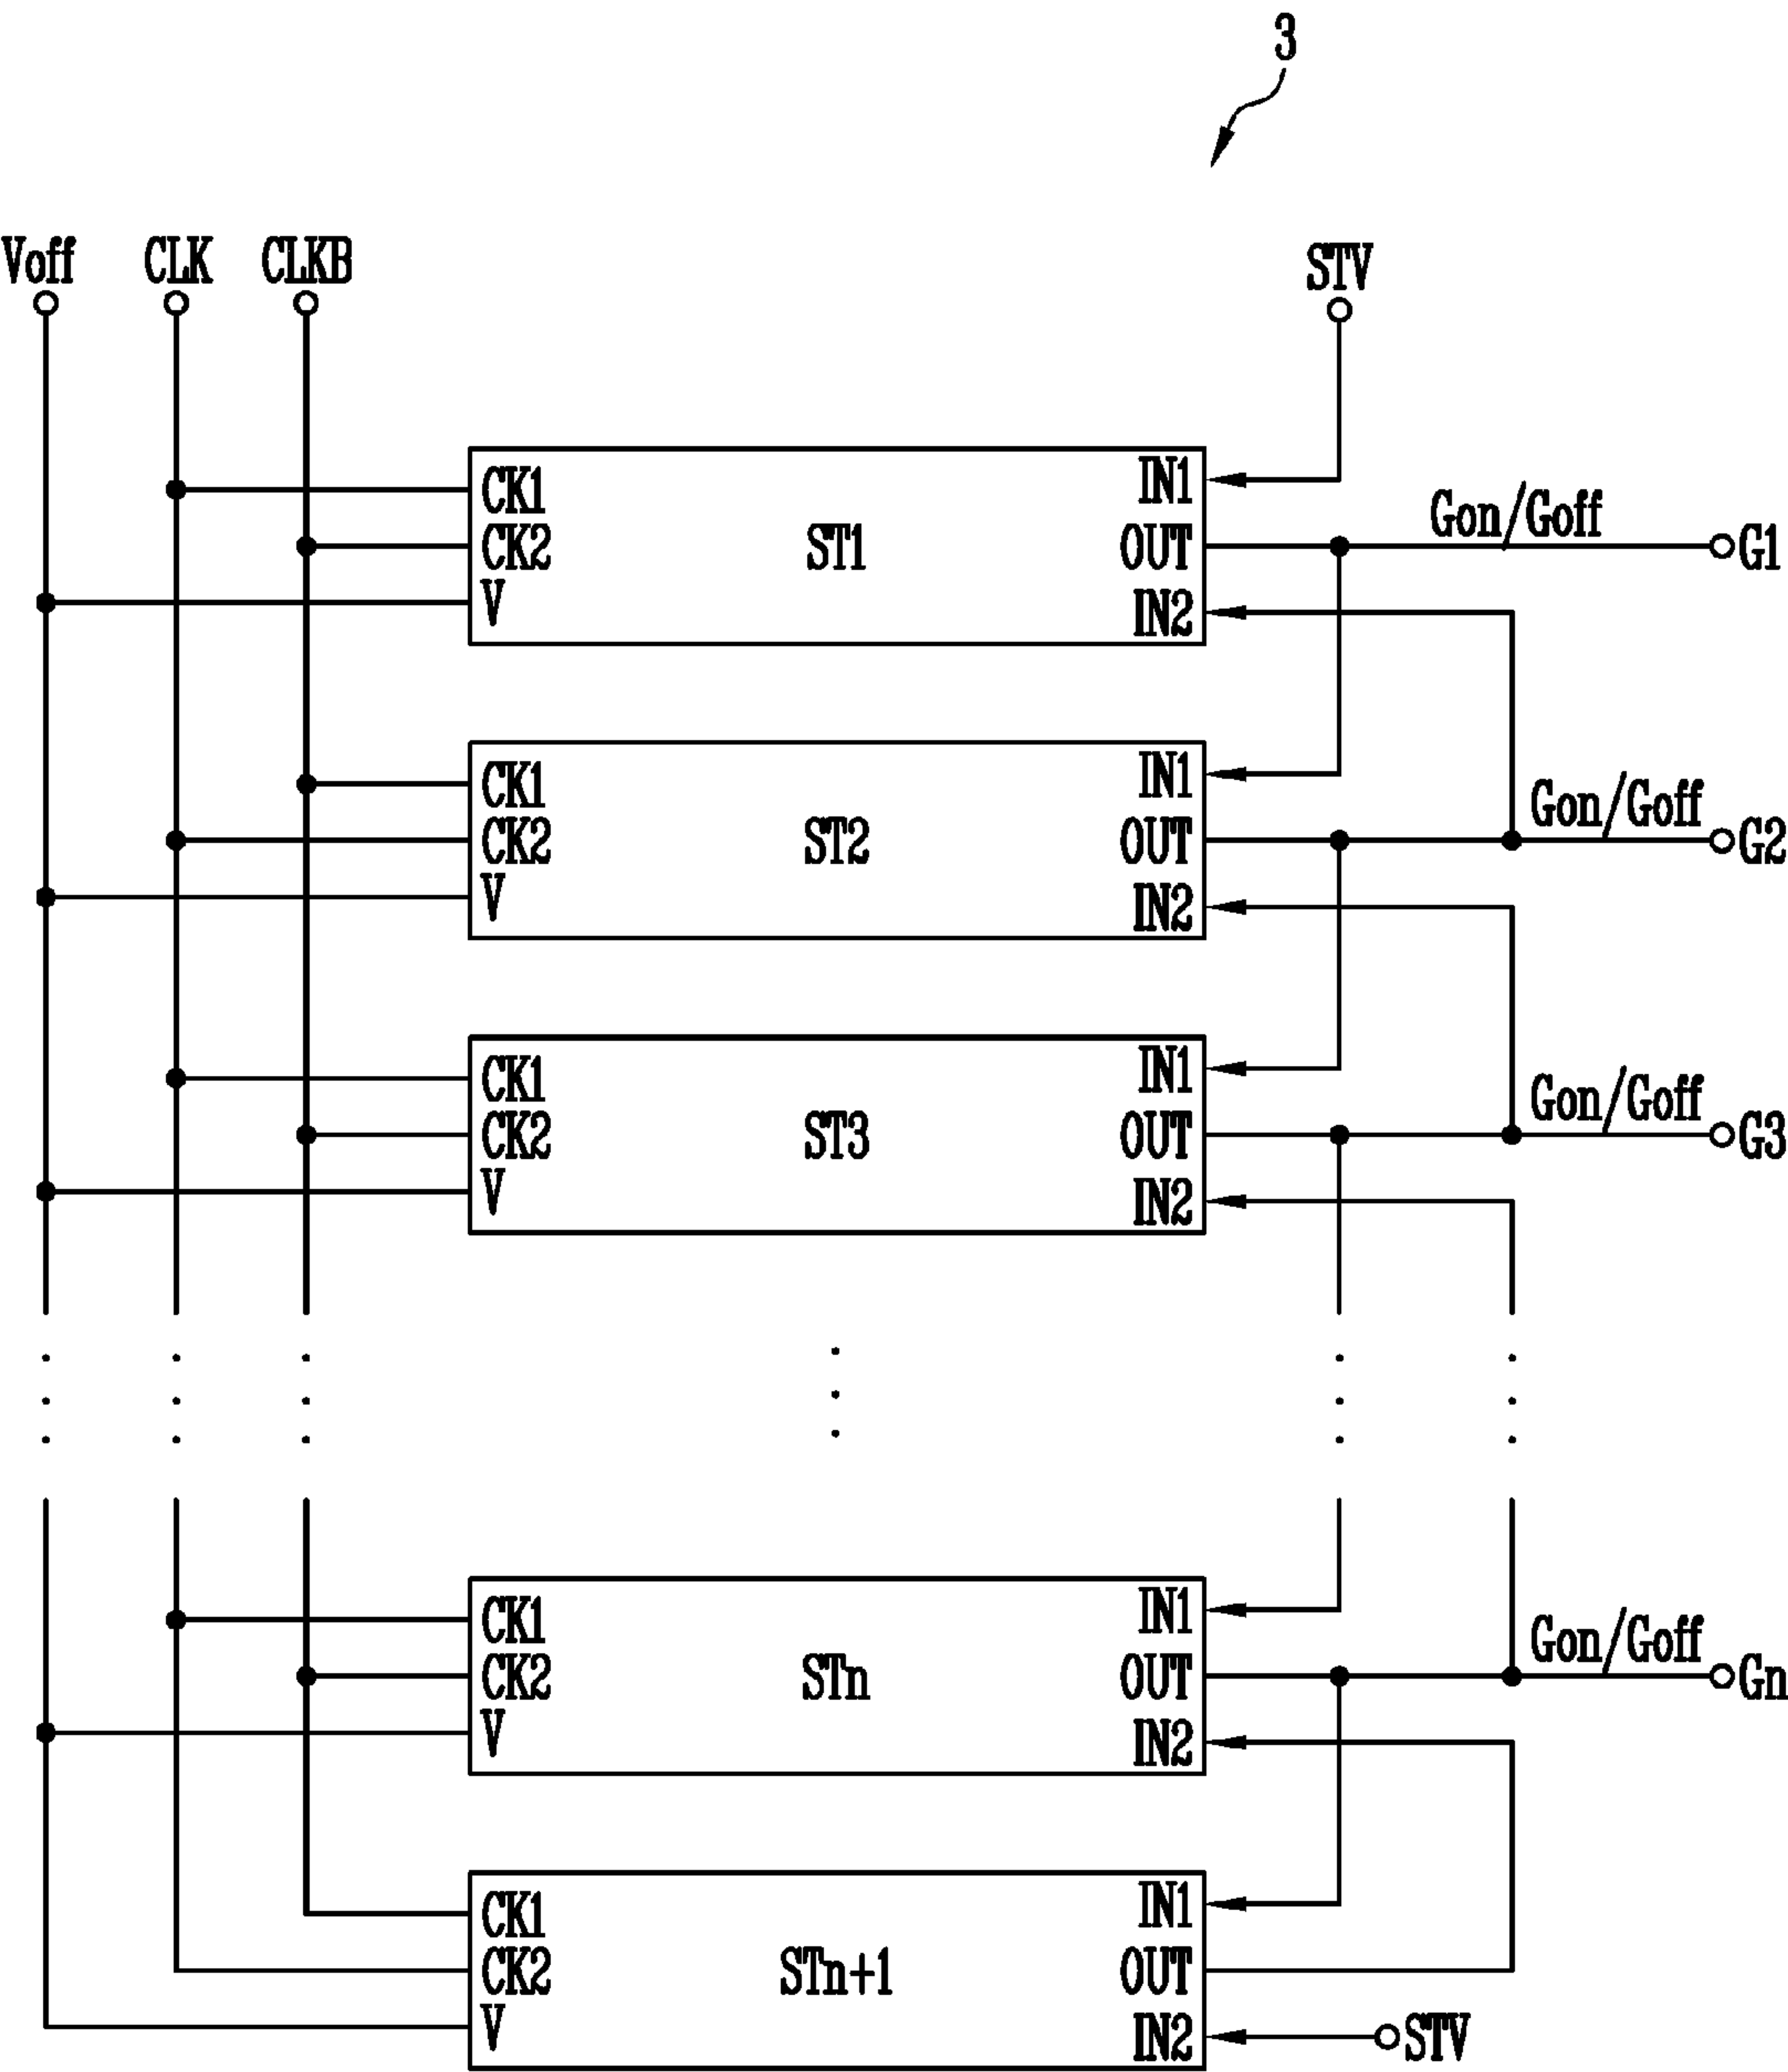 3
Voff CLK CLKB STV
CK1 IN1
CK2 ST1 OUT Gon/Goff G1
V IN2
CK1 IN1
CK2 ST2 OUT Gon/Goff G2
V IN2
CK1 IN1
CK2 ST3 OUT Gon/Goff G3
V IN2
CK1 IN1
CK2 STn OUT Gon/Goff Gn
V IN2
CK1 IN1
CK2 STn+1 OUT
V IN2 STV